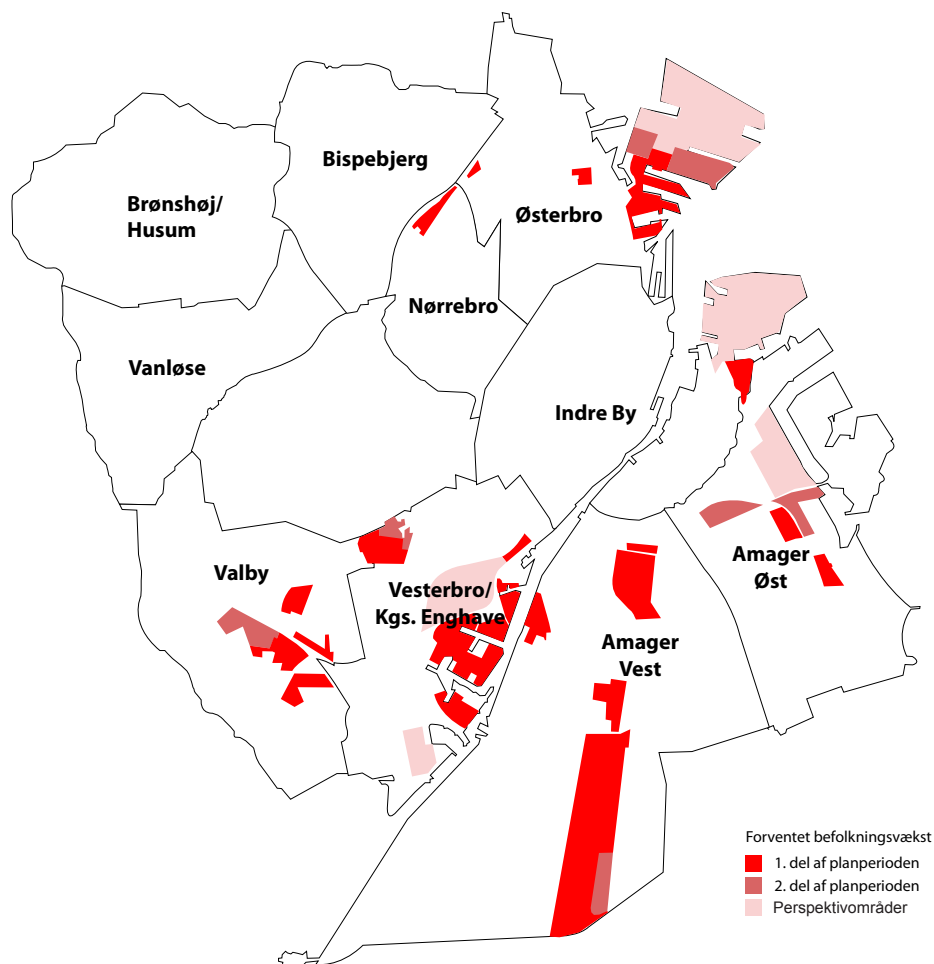 Bispebjerg
Brønshøj/
Husum
Østerbro
Nørrebro
Vanløse
Indre By
Valby
Vesterbro/
Kgs. Enghave
Amager
Øst
Amager
Vest
Forventet befolkningsvækst
1. del af planperioden
2. del af planperioden
Perspektivområder